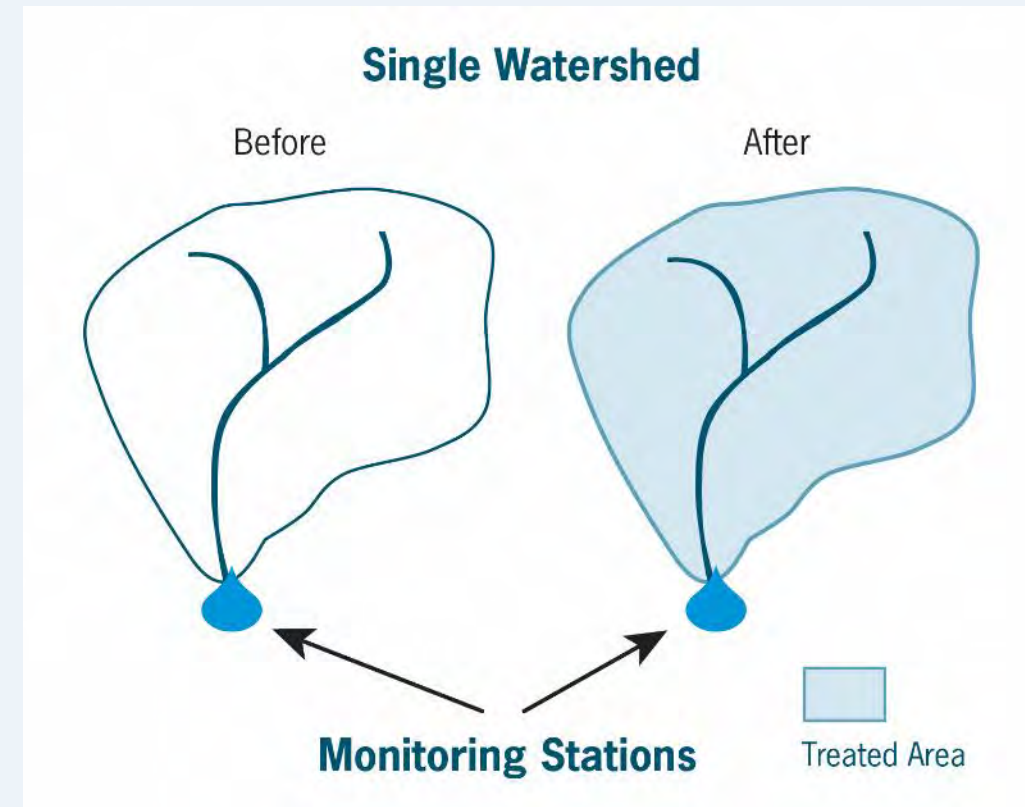 Single Watershed
Before
After
Monitoring Stations
Treated Area